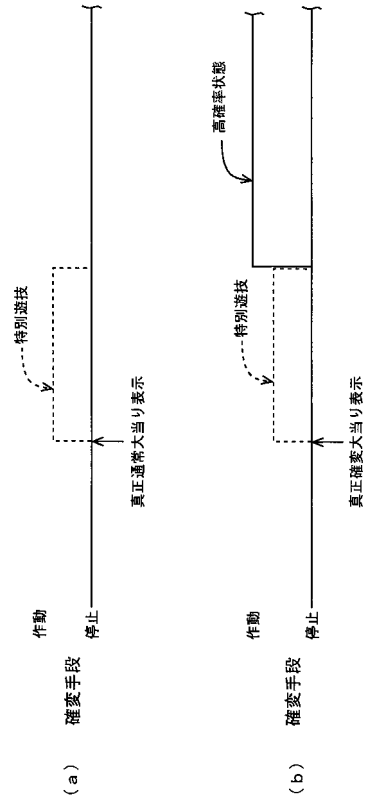 (a)
確変手段
作動
停止
特別遊技
真正通常大当り表示
(b)
確変手段
作動
停止
特別遊技
高確率状態
真正確変大当り表示